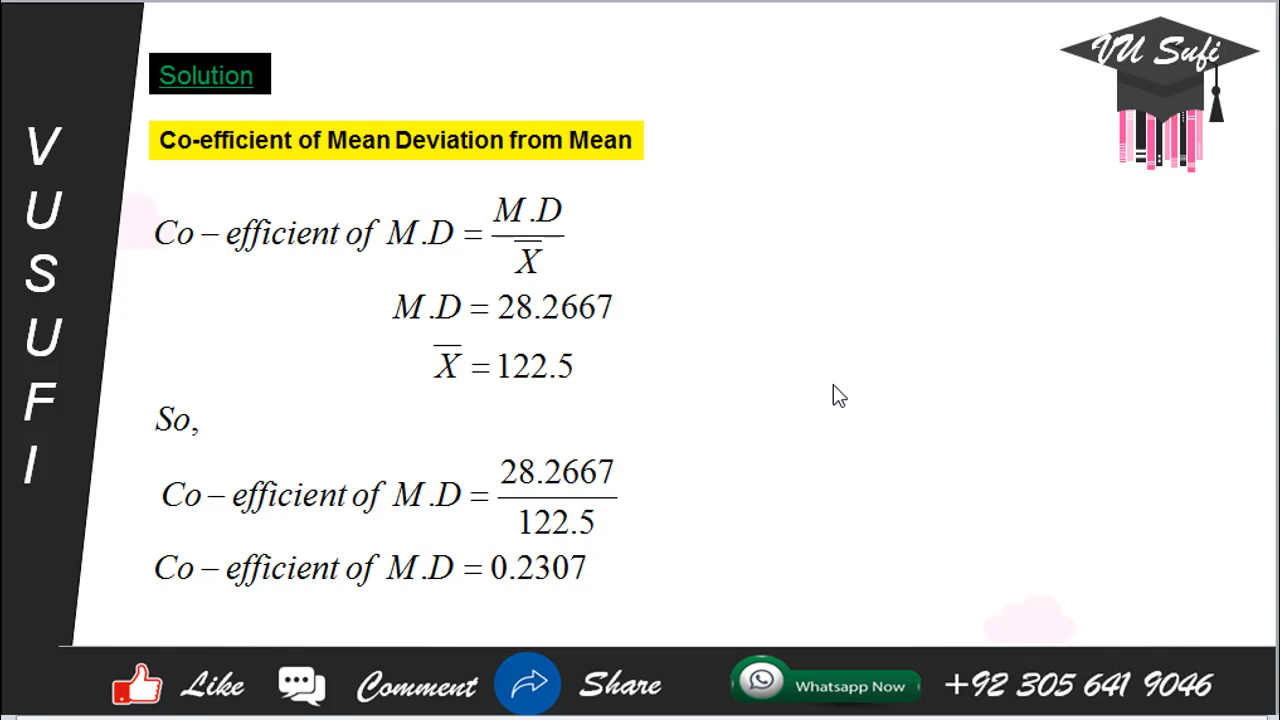 VU Sufi
V
U
S
U
F
I
Solution
Co-efficient of Mean Deviation from Mean
Co – efficient of M.D = M.D / X̅
M.D = 28.2667
X̅ = 122.5
So,
Co – efficient of M.D = 28.2667 / 122.5
Co – efficient of M.D = 0.2307
Like Comment Share Whatsapp Now +92 305 641 9046